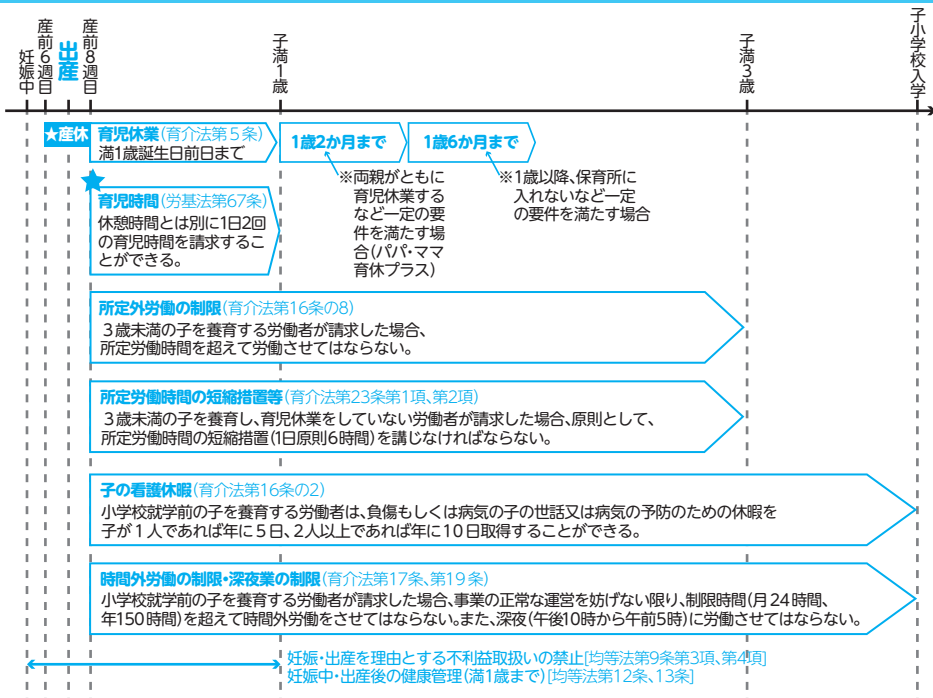 妊娠中
産前6週目
出産
産前8週目
子満1歳
子満3歳
子小学校入学
★産休
育児休業(育介法第5条)
満1歳誕生日前日まで
1歳2か月まで
1歳6か月まで
※両親がともに
育児休業する
など一定の要
件を満たす場
合(パパ・ママ
育休プラス)
※1歳以降、保育所に
入れないなど一定
の要件を満たす場合
★
育児時間(労基法第67条)
休憩時間とは別に1日2回
の育児時間を請求するこ
とができる。
所定外労働の制限(育介法第16条の8)
3歳未満の子を養育する労働者が請求した場合、
所定労働時間を超えて労働させてはならない。
所定労働時間の短縮措置等(育介法第23条第1項、第2項)
3歳未満の子を養育し、育児休業をしていない労働者が請求した場合、原則として、
所定労働時間の短縮措置(1日原則6時間)を講じなければならない。
子の看護休暇(育介法第16条の2)
小学校就学前の子を養育する労働者は、負傷もしくは病気の子の世話又は病気の予防のための休暇を
子が1人であれば年に5日、2人以上であれば年に10日取得することができる。
時間外労働の制限・深夜業の制限(育介法第17条、第19条)
小学校就学前の子を養育する労働者が請求した場合、事業の正常な運営を妨げない限り、制限時間(月24時間、
年150時間)を超えて時間外労働をさせてはならない。また、深夜(午後10時から午前5時)に労働させてはならない。
妊娠・出産を理由とする不利益取扱いの禁止[均等法第9条第3項、第4項]
妊娠中・出産後の健康管理(満1歳まで)[均等法第12条、13条]